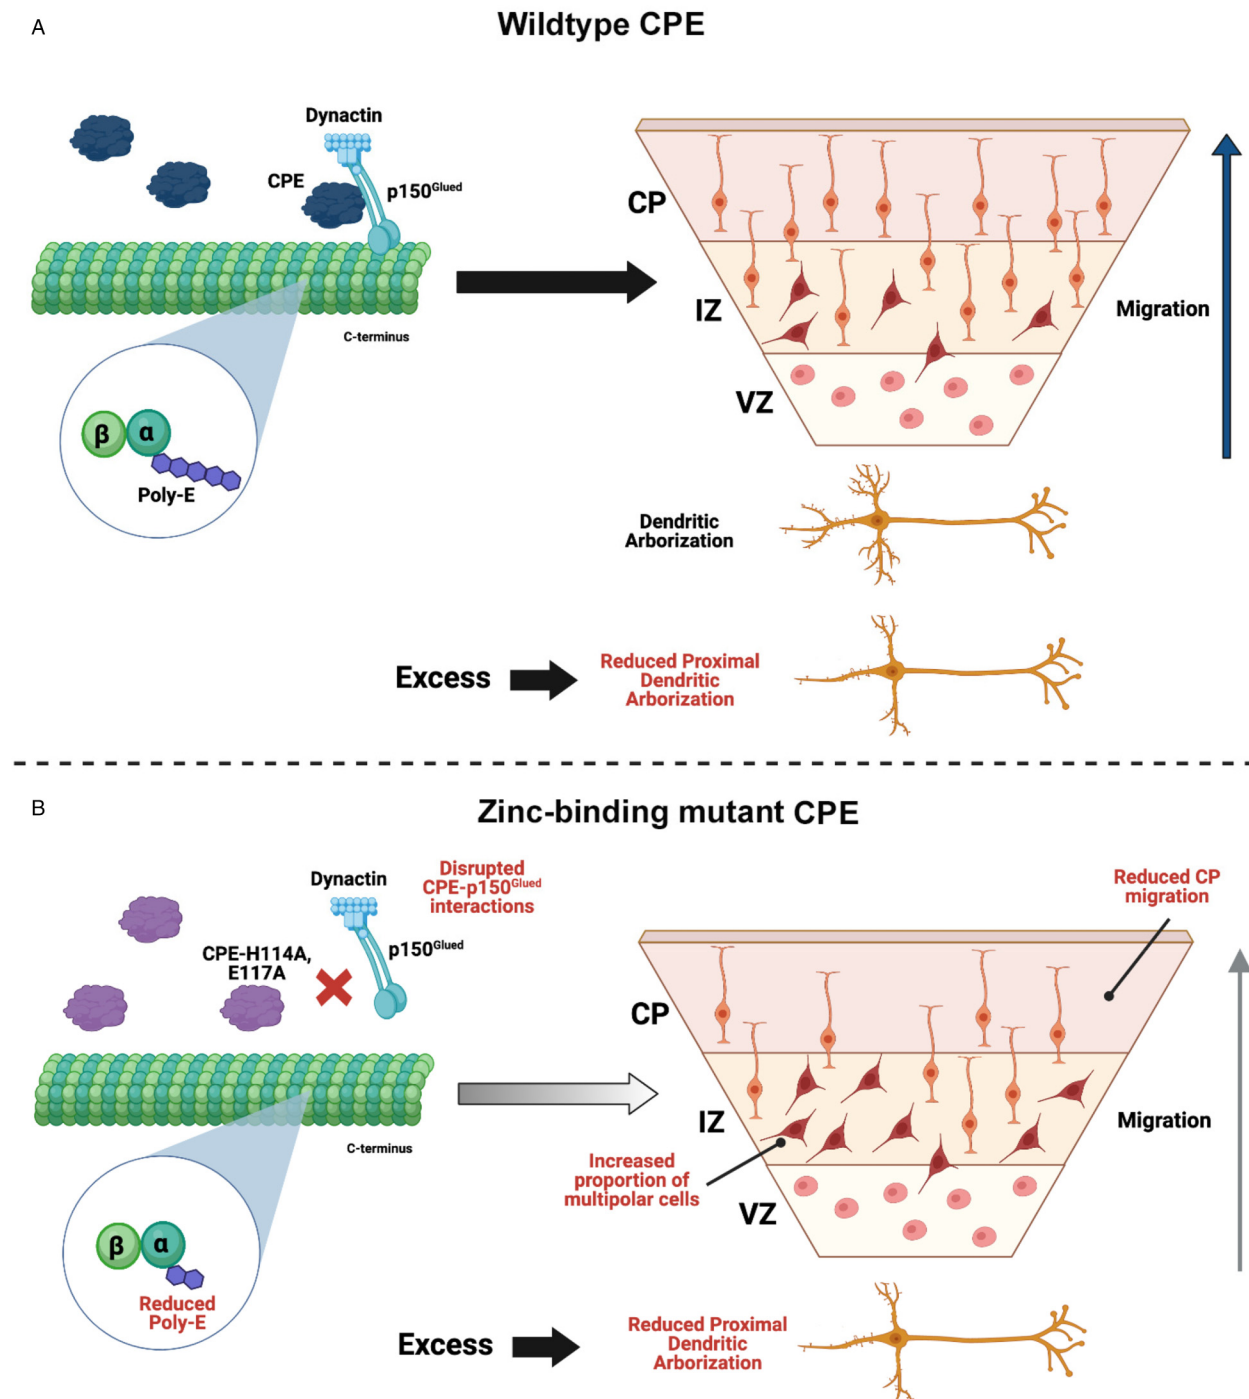 A
Wildtype CPE
Dynactin
CPE
p150Glued
C-terminus
β
α
Poly-E
CP
IZ
VZ
Migration
Dendritic
Arborization
Excess
Reduced Proximal
Dendritic
Arborization
B
Zinc-binding mutant CPE
Dynactin
Disrupted
CPE-p150Glued
interactions
CPE-H114A,
E117A
p150Glued
C-terminus
β
α
Reduced
Poly-E
Reduced CP
migration
CP
IZ
VZ
Migration
Increased
proportion of
multipolar cells
Excess
Reduced Proximal
Dendritic
Arborization